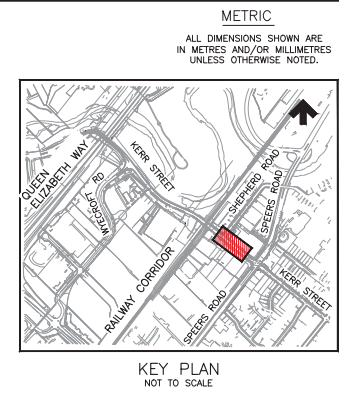 METRIC
ALL DIMENSIONS SHOWN ARE
IN METRES AND/OR MILLIMETRES
UNLESS OTHERWISE NOTED.
QUEEN
ELIZABETH WAY
WYECROFT
RD
KERR STREET
SHEPHERD ROAD
SPEERS ROAD
RAILWAY CORRIDOR
SPEERS ROAD
KERR STREET
KEY PLAN
NOT TO SCALE